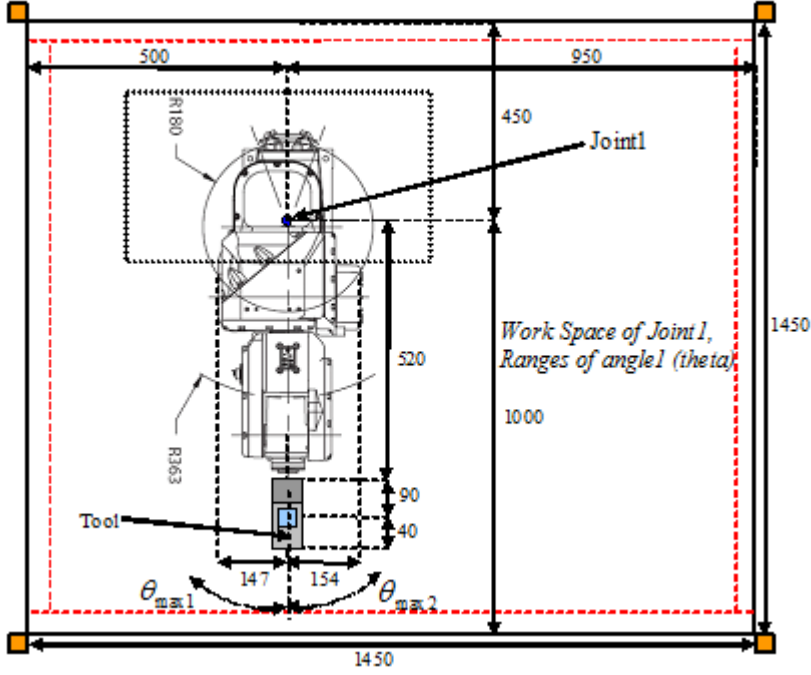 500
950
R180
450
Joint1
Work Space of Joint1,
Ranges of angle1 (theta)
1450
520
1000
R363
90
Tool
40
147
154
θmax1
θmax2
1450